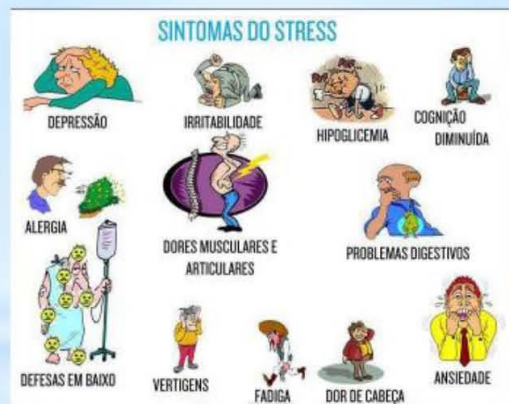 SINTOMAS DO STRESS
DEPRESSÃO
IRRITABILIDADE
HIPOGLICEMIA
COGNIÇÃO
DIMINUÍDA
ALERGIA
DORES MUSCULARES E
ARTICULARES
PROBLEMAS DIGESTIVOS
DEFESAS EM BAIXO
VERTIGENS
FADIGA
DOR DE CABEÇA
ANSIEDADE